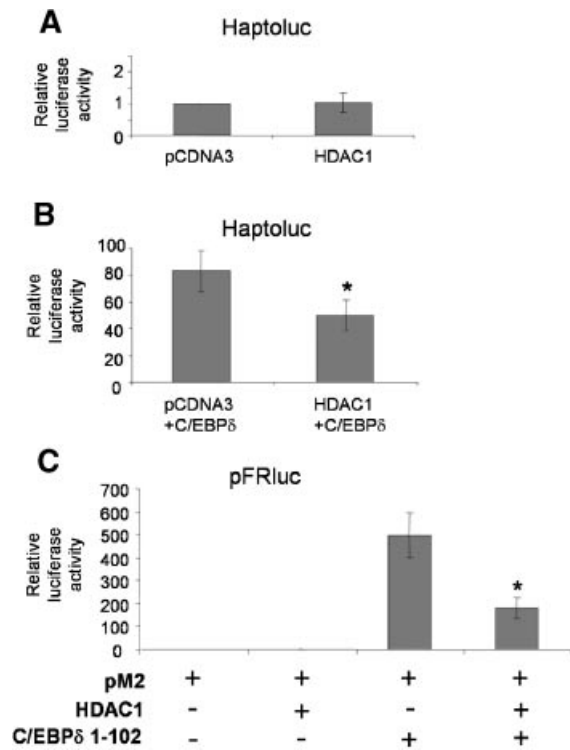 A
Haptoluc
Relative
luciferase
activity
2
1
0
pCDNA3
HDAC1
B
Haptoluc
Relative
luciferase
activity
100
80
60
40
20
0
*
pCDNA3
+C/EBPδ
HDAC1
+C/EBPδ
C
pFRluc
Relative
luciferase
activity
700
600
500
400
300
200
100
0
*
pM2 + + + +
HDAC1 - + - +
C/EBPδ 1-102 - - + +